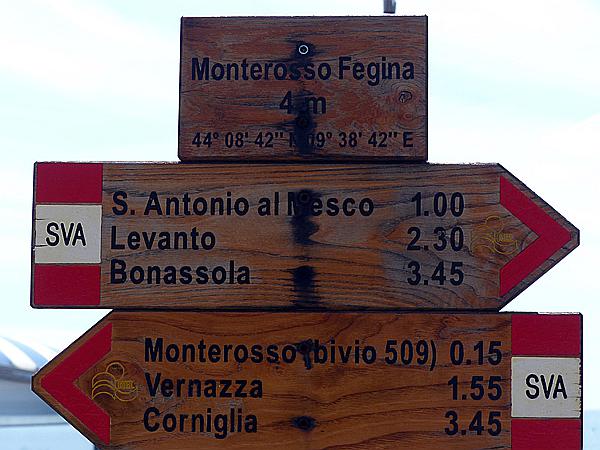 Monterosso Fegina
4 m
44° 08' 42'' N 09° 38' 42'' E
SVA
S. Antonio al Mesco 1.00
Levanto 2.30
Bonassola 3.45
Monterosso (bivio 509) 0.15
Vernazza 1.55
Corniglia 3.45
SVA